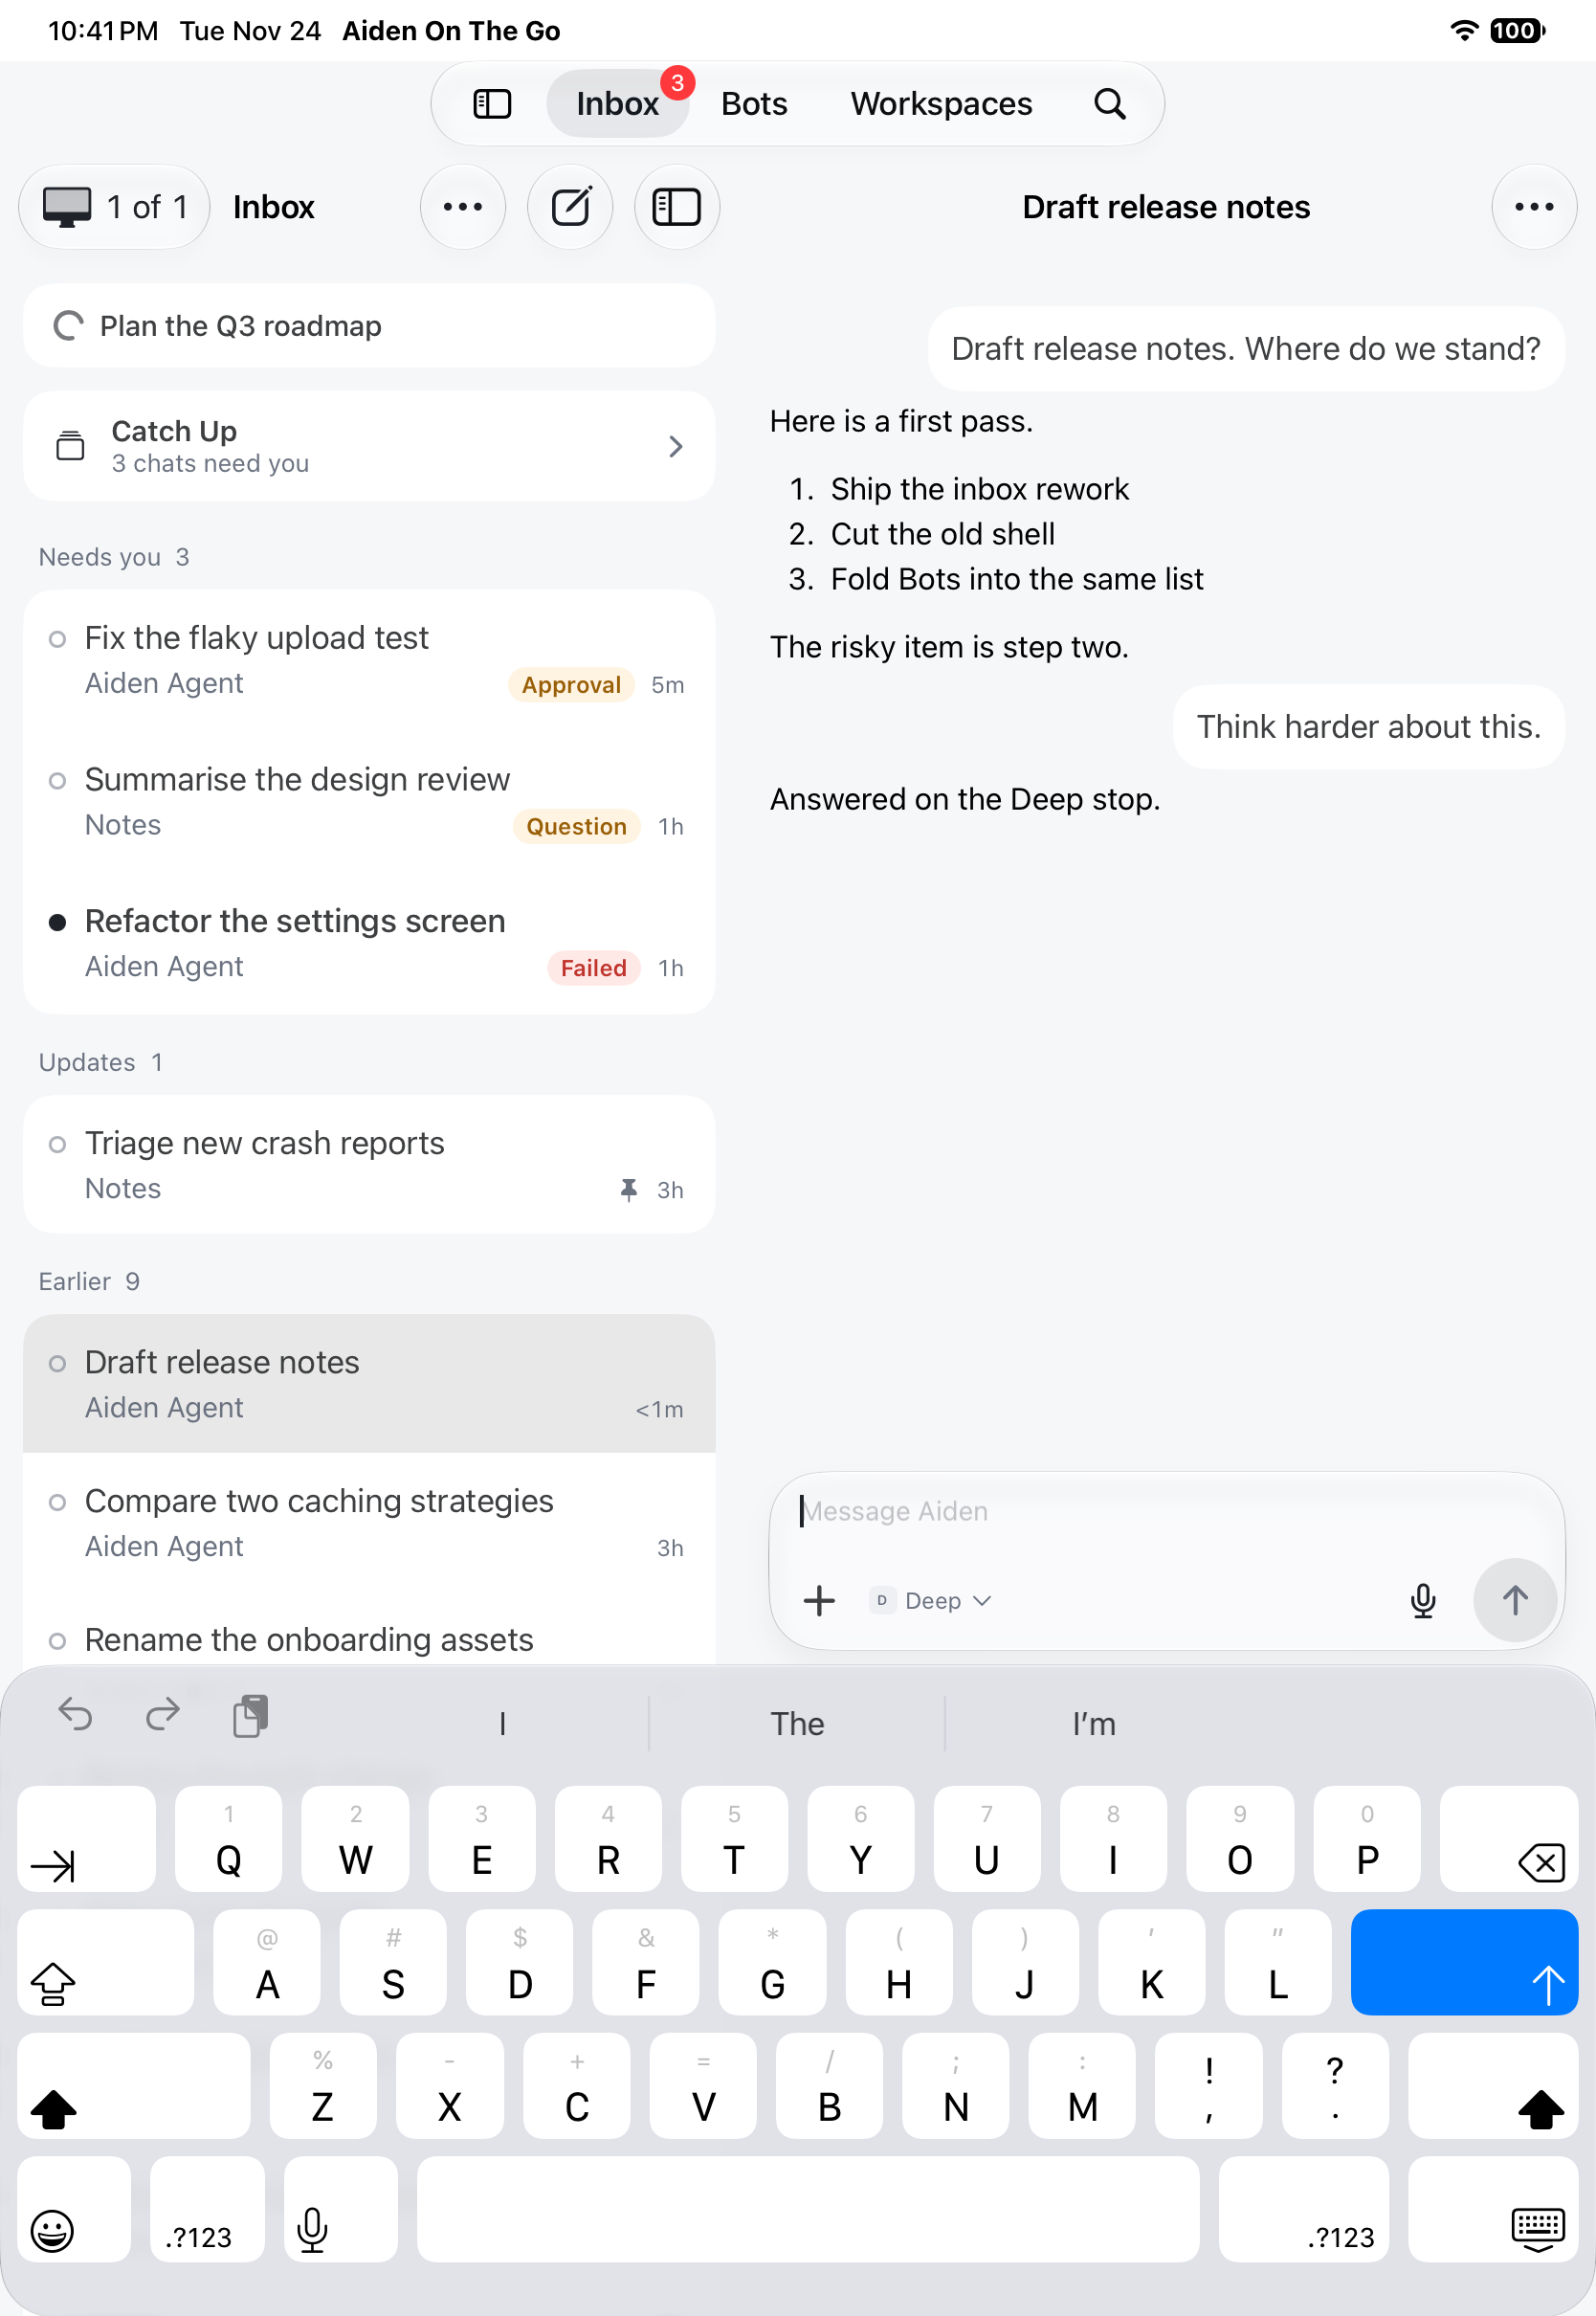 10:41 PM Tue Nov 24 Aiden On The Go
100
Inbox 3 Bots Workspaces
1 of 1 Inbox
Draft release notes
Plan the Q3 roadmap
Catch Up
3 chats need you
Needs you 3
Fix the flaky upload test
Aiden Agent Approval 5m
Summarise the design review
Notes Question 1h
Refactor the settings screen
Aiden Agent Failed 1h
Updates 1
Triage new crash reports
Notes 3h
Earlier 9
Draft release notes
Aiden Agent <1m
Compare two caching strategies
Aiden Agent 3h
Rename the onboarding assets
Draft release notes. Where do we stand?
Here is a first pass.
1. Ship the inbox rework
2. Cut the old shell
3. Fold Bots into the same list
The risky item is step two.
Think harder about this.
Answered on the Deep stop.
Message Aiden
D Deep
I The I’m
1 2 3 4 5 6 7 8 9 0
Q W E R T Y U I O P
@ # $ & * ( ) ' "
A S D F G H J K L
% - + = / ; : ! ?
Z X C V B N M , .
.?123 .?123